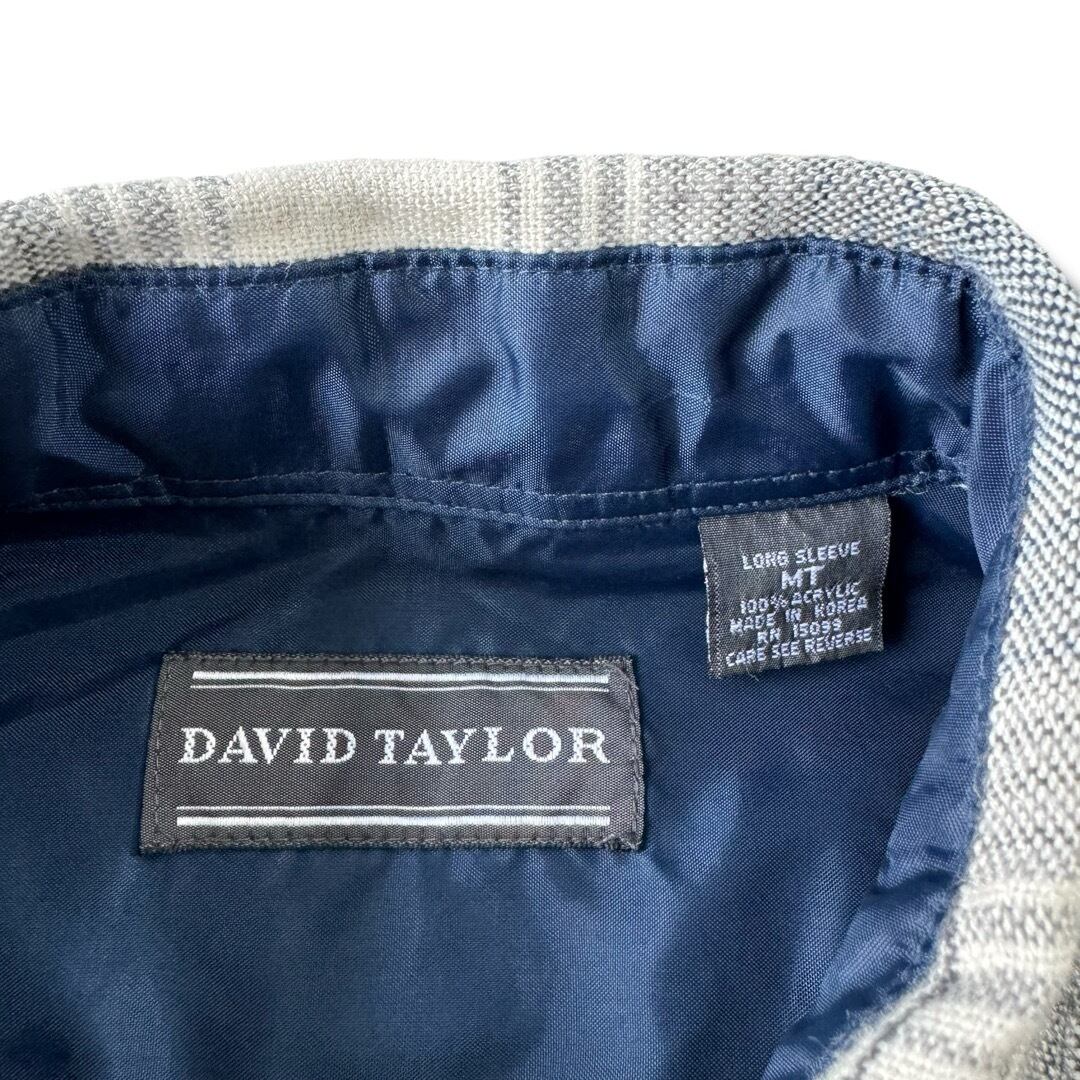 LONG SLEEVE
MT
100% ACRYLIC
MADE IN KOREA
RN 15099
CARE SEE REVERSE
DAVID TAYLOR